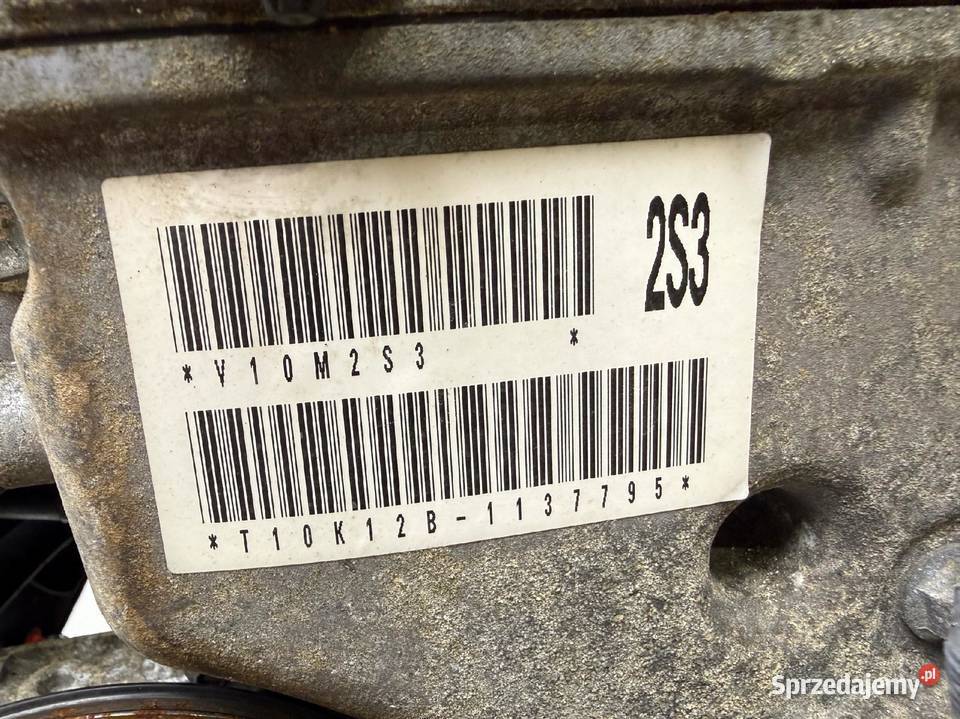 2S3
*V10M2S3 *
*T10K12B-1137795*
Sprzedajemy.pl